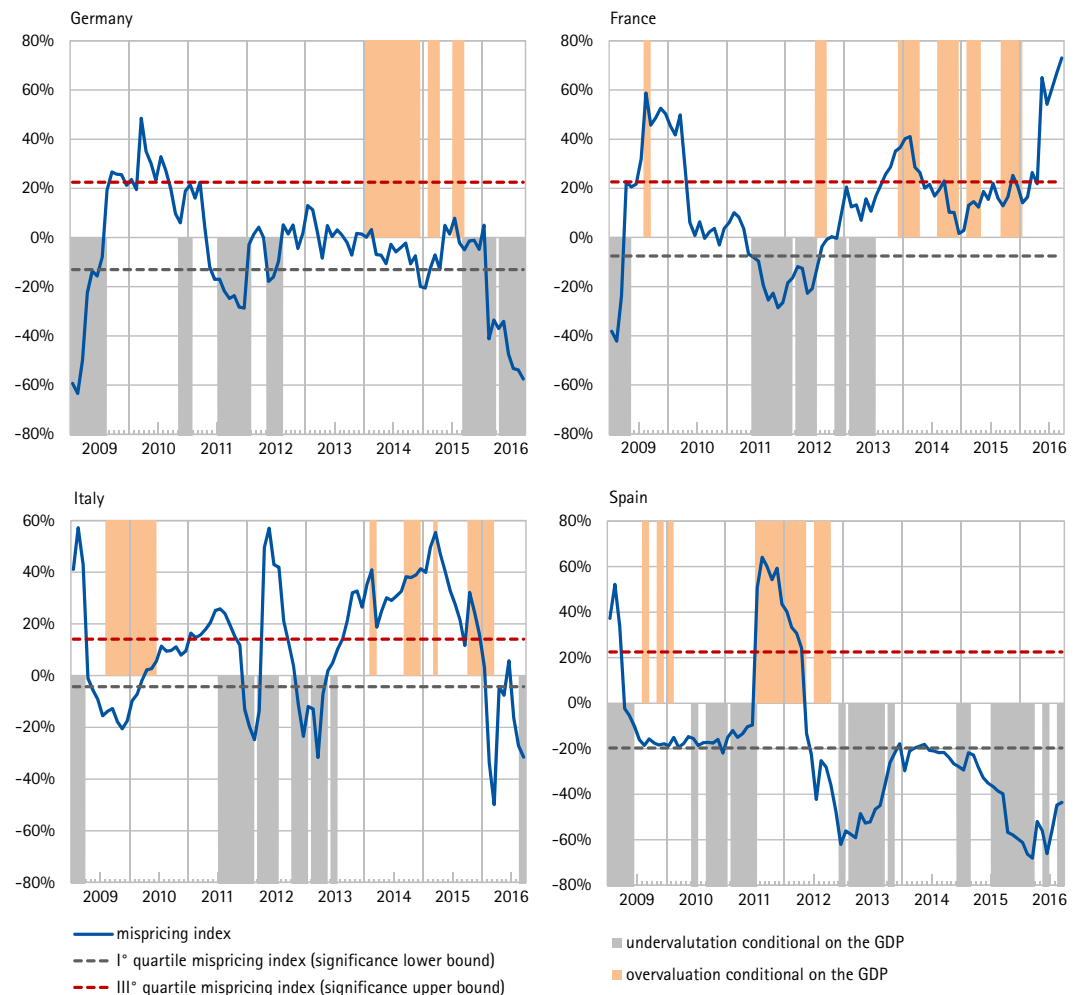 Germany
80%
60%
40%
20%
0%
-20%
-40%
-60%
-80%
2009 2010 2011 2012 2013 2014 2015 2016
France
80%
60%
40%
20%
0%
-20%
-40%
-60%
-80%
2009 2010 2011 2012 2013 2014 2015 2016
Italy
60%
40%
20%
0%
-20%
-40%
-60%
-80%
2009 2010 2011 2012 2013 2014 2015 2016
Spain
80%
60%
40%
20%
0%
-20%
-40%
-60%
-80%
2009 2010 2011 2012 2013 2014 2015 2016
mispricing index
I° quartile mispricing index (significance lower bound)
III° quartile mispricing index (significance upper bound)
undervalutation conditional on the GDP
overvaluation conditional on the GDP